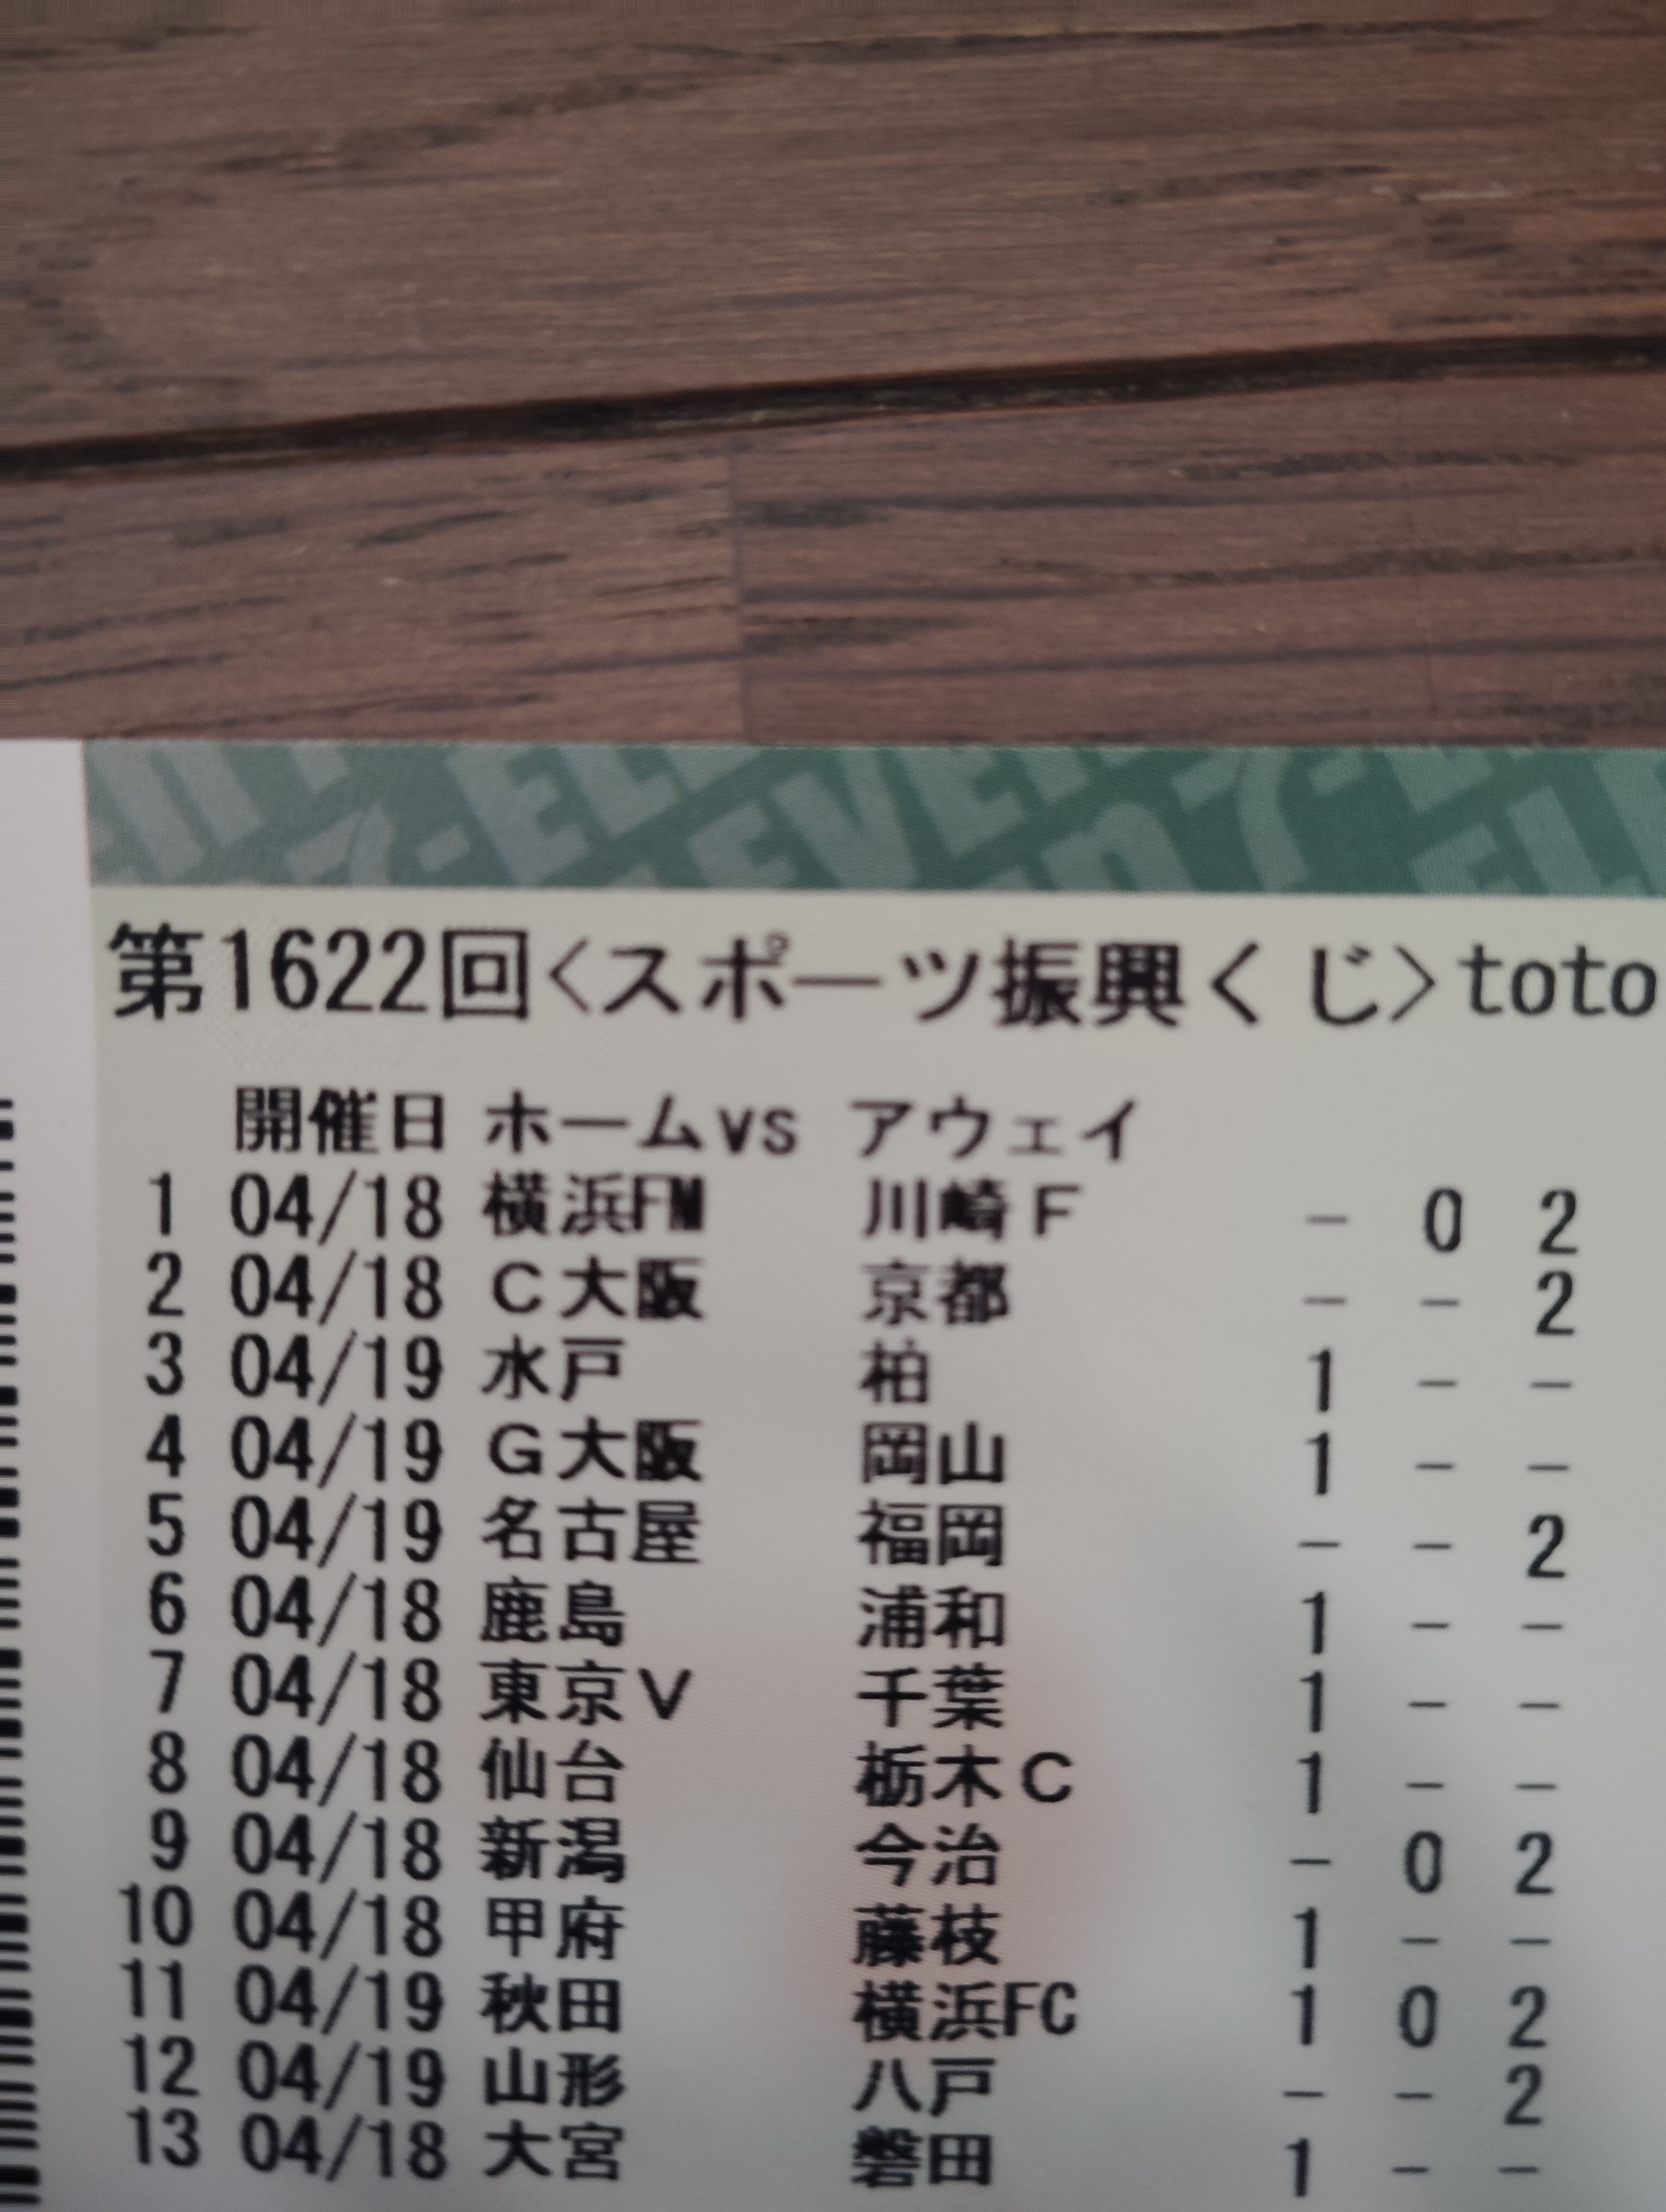 7-ELEVEn 7-EL
第1622回<スポーツ振興くじ>toto
開催日 ホームvs アウェイ
1 04/18 横浜FM 川崎F - 0 2
2 04/18 C大阪 京都 - - 2
3 04/19 水戸 柏 1 - -
4 04/19 G大阪 岡山 1 - -
5 04/19 名古屋 福岡 - - 2
6 04/18 鹿島 浦和 1 - -
7 04/18 東京V 千葉 1 - -
8 04/18 仙台 栃木C 1 - -
9 04/18 新潟 今治 - 0 2
10 04/18 甲府 藤枝 1 - -
11 04/19 秋田 横浜FC 1 0 2
12 04/19 山形 八戸 - - 2
13 04/18 大宮 磐田 1 - -